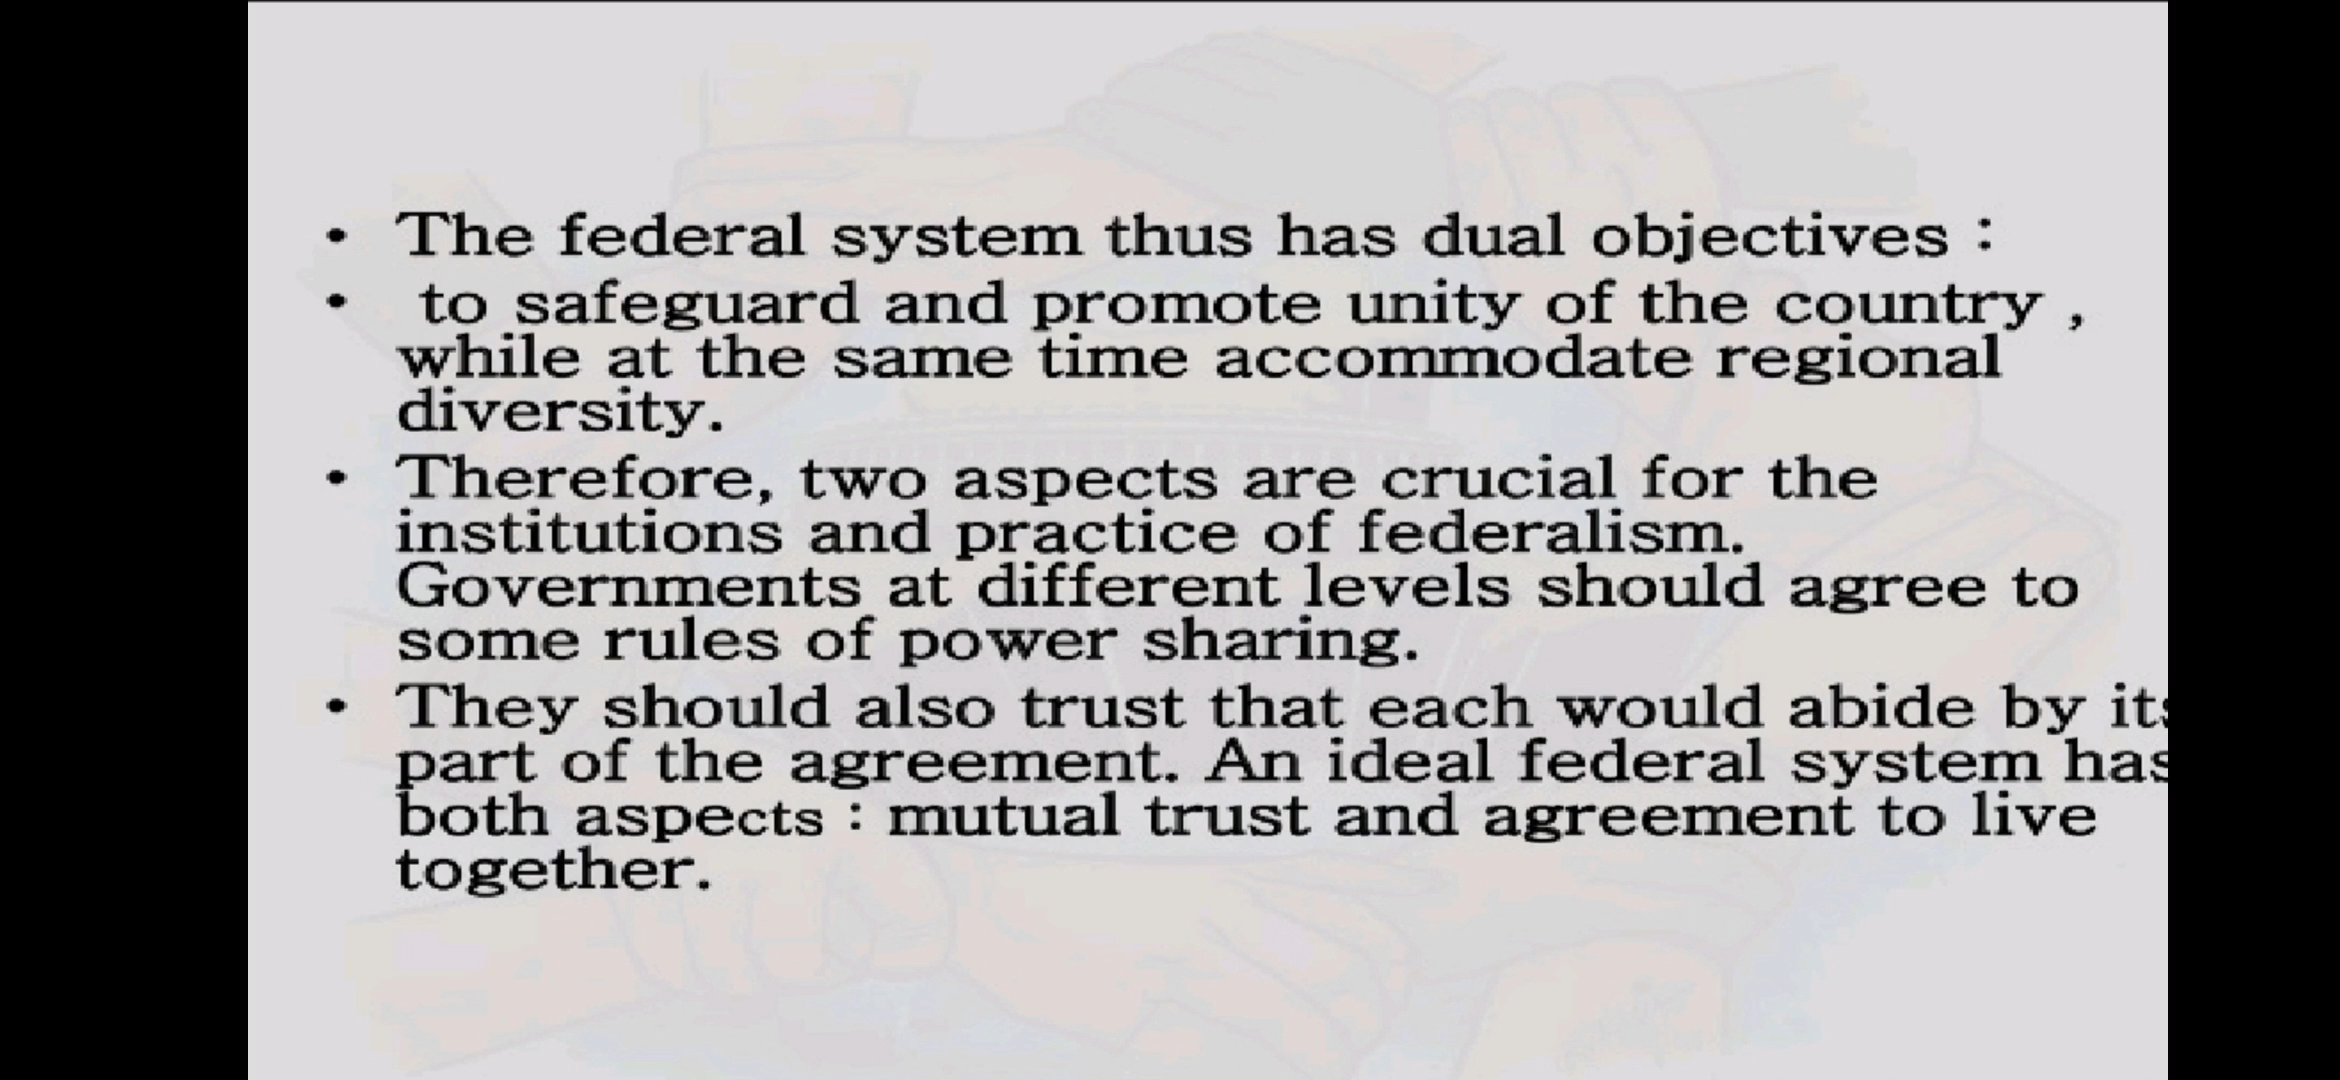 • The federal system thus has dual objectives :
• to safeguard and promote unity of the country ,
while at the same time accommodate regional
diversity.
• Therefore, two aspects are crucial for the
institutions and practice of federalism.
Governments at different levels should agree to
some rules of power sharing.
• They should also trust that each would abide by its
part of the agreement. An ideal federal system has
both aspects : mutual trust and agreement to live
together.